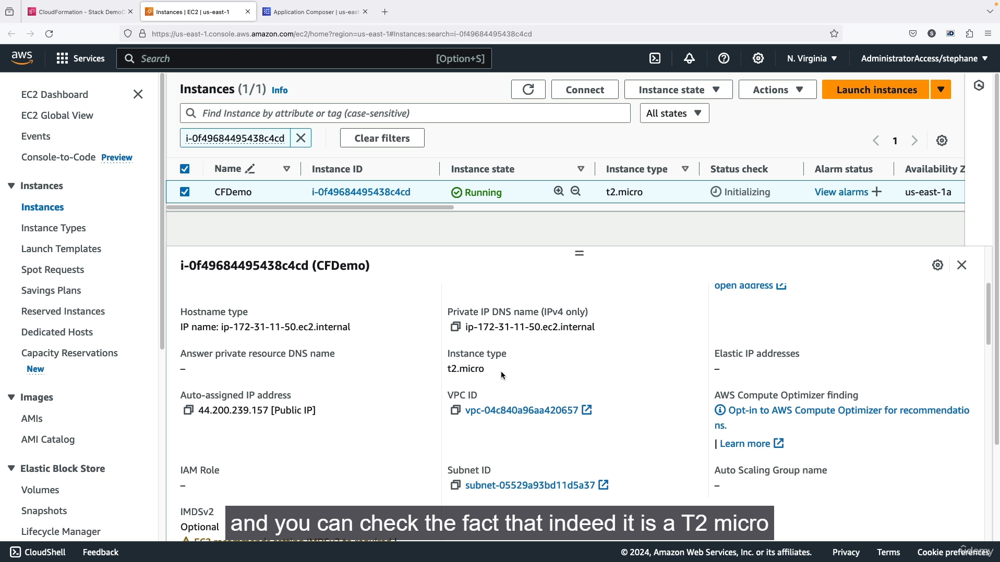 CloudFormation - Stack DemoC
Instances | EC2 | us-east-1
Application Composer | us-east
https://us-east-1.console.aws.amazon.com/ec2/home?region=us-east-1#Instances:search=i-0f49684495438c4cd
aws
Services
Search
[Option+S]
N. Virginia
AdministratorAccess/stephane
EC2 Dashboard
EC2 Global View
Events
Console-to-Code Preview
Instances
Instances
Instance Types
Launch Templates
Spot Requests
Savings Plans
Reserved Instances
Dedicated Hosts
Capacity Reservations
New
Images
AMIs
AMI Catalog
Elastic Block Store
Volumes
Snapshots
Lifecycle Manager
Instances (1/1) Info
Connect
Instance state
Actions
Launch instances
Find Instance by attribute or tag (case-sensitive)
All states
i-0f49684495438c4cd
Clear filters
1
Name
Instance ID
Instance state
Instance type
Status check
Alarm status
Availability Z
CFDemo
i-0f49684495438c4cd
Running
t2.micro
Initializing
View alarms +
us-east-1a
i-0f49684495438c4cd (CFDemo)
open address
Hostname type
IP name: ip-172-31-11-50.ec2.internal
Private IP DNS name (IPv4 only)
ip-172-31-11-50.ec2.internal
Answer private resource DNS name
–
Instance type
t2.micro
Elastic IP addresses
–
Auto-assigned IP address
44.200.239.157 [Public IP]
VPC ID
vpc-04c840a96aa420657
AWS Compute Optimizer finding
Opt-in to AWS Compute Optimizer for recommendatio
ns.
| Learn more
IAM Role
–
Subnet ID
subnet-05529a93bd11d5a37
Auto Scaling Group name
–
IMDSv2
Optional
and you can check the fact that indeed it is a T2 micro
CloudShell
Feedback
© 2024, Amazon Web Services, Inc. or its affiliates.
Privacy
Terms
Cookie preferences
udemy